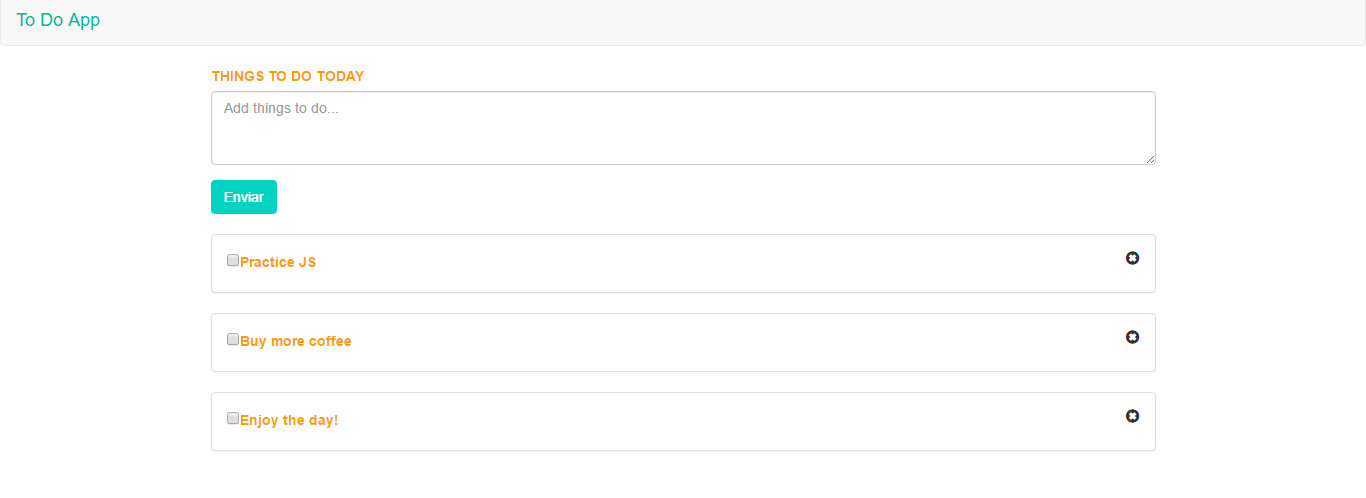 To Do App
THINGS TO DO TODAY
Add things to do...
Enviar
Practice JS
Buy more coffee
Enjoy the day!